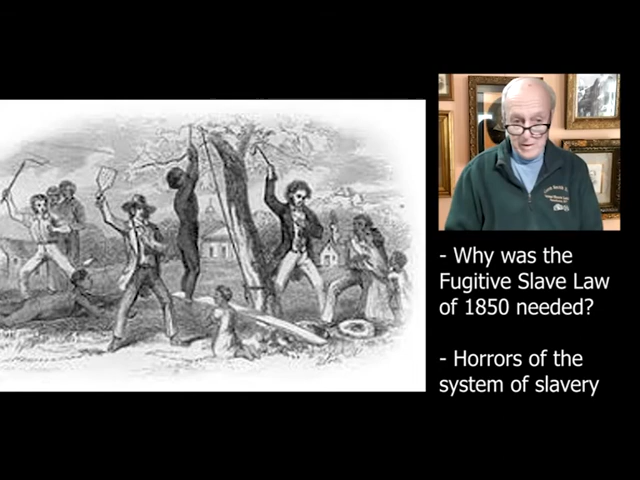 - Why was the
Fugitive Slave Law
of 1850 needed?
- Horrors of the
system of slavery